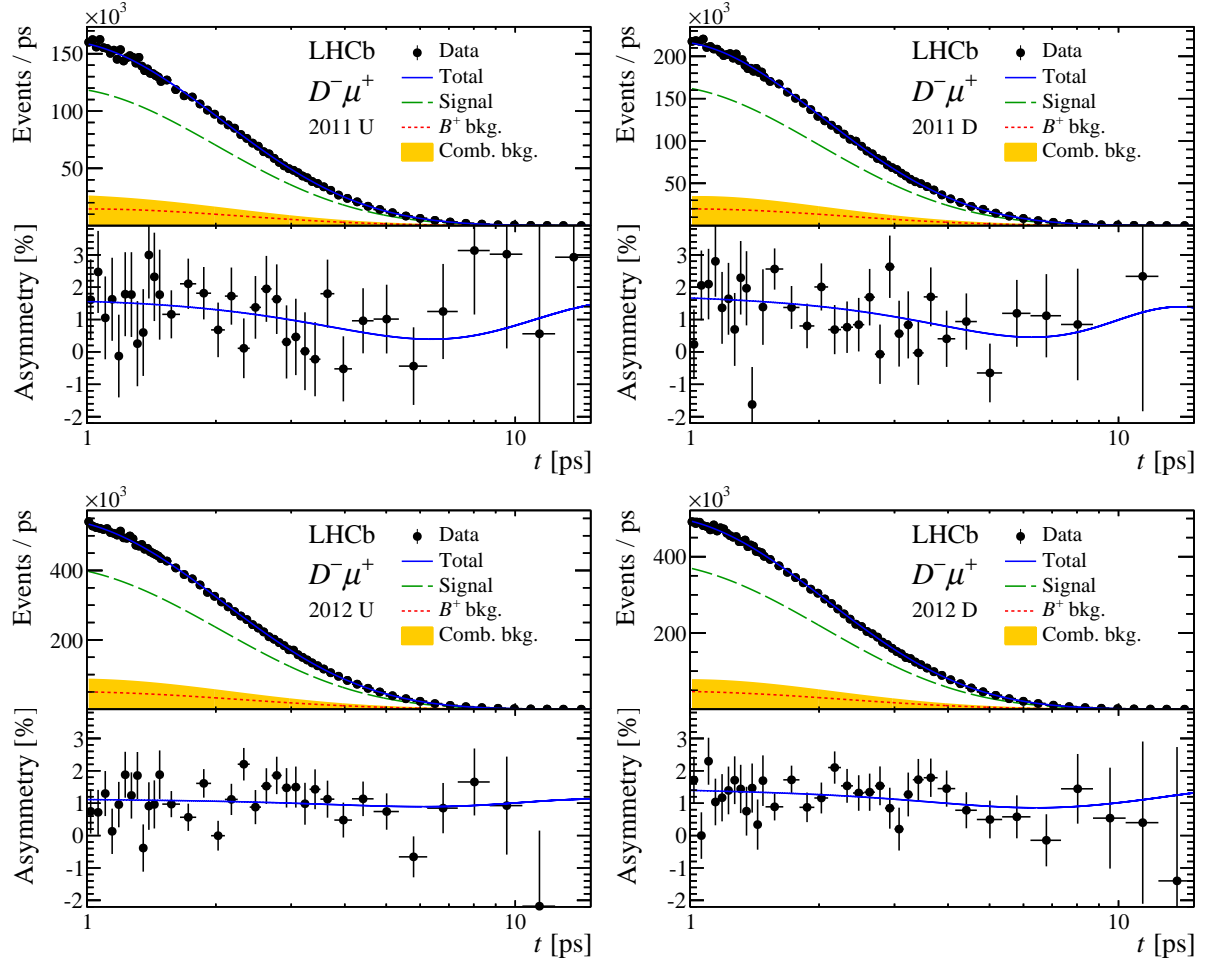 ×10³
Events / ps
150
100
50
LHCb
D⁻μ⁺
2011 U
Data
Total
Signal
B⁺ bkg.
Comb. bkg.
Asymmetry [%]
3
2
1
0
-1
-2
1
10
t [ps]
×10³
Events / ps
200
150
100
50
LHCb
D⁻μ⁺
2011 D
Data
Total
Signal
B⁺ bkg.
Comb. bkg.
Asymmetry [%]
3
2
1
0
-1
-2
1
10
t [ps]
×10³
Events / ps
400
200
LHCb
D⁻μ⁺
2012 U
Data
Total
Signal
B⁺ bkg.
Comb. bkg.
Asymmetry [%]
3
2
1
0
-1
-2
1
10
t [ps]
×10³
Events / ps
400
200
LHCb
D⁻μ⁺
2012 D
Data
Total
Signal
B⁺ bkg.
Comb. bkg.
Asymmetry [%]
3
2
1
0
-1
-2
1
10
t [ps]